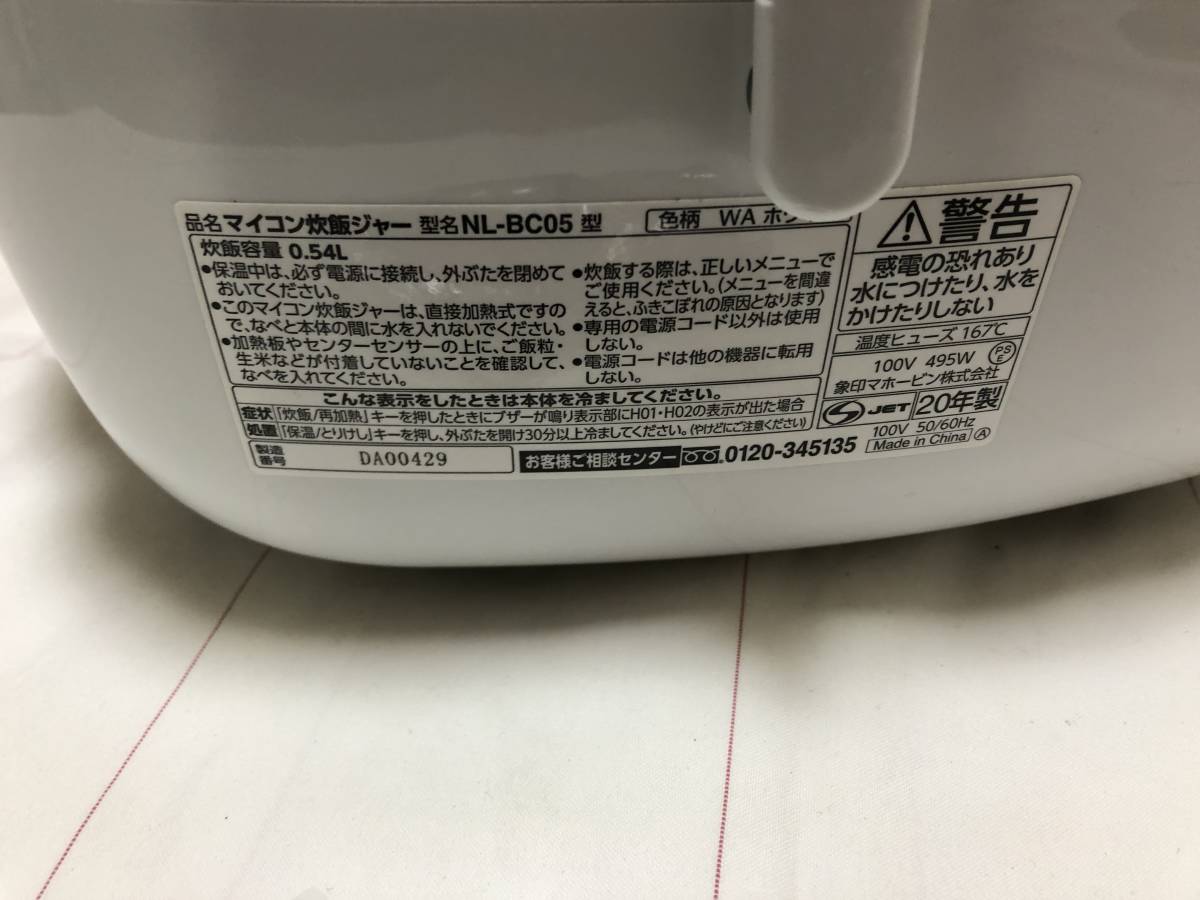 品名 マイコン炊飯ジャー 型名 NL-BC05 型
色柄 WA ホワ
炊飯容量 0.54L
•保温中は、必ず電源に接続し、外ぶたを閉めて
おいてください。
•このマイコン炊飯ジャーは、直接加熱式ですの
で、なべと本体の間に水を入れないでください。
•加熱板やセンターセンサーの上に、ご飯粒・
生米などが付着していないことを確認して、
なべを入れてください。
•炊飯する際は、正しいメニューで
ご使用ください。(メニューを間違
えると、ふきこぼれの原因となります)
•専用の電源コード以外は使用
しない。
•電源コードは他の機器に転用
しない。
こんな表示をしたときは本体を冷ましてください。
症状 「炊飯/再加熱」キーを押したときにブザーが鳴り表示部にH01・H02の表示が出た場合
処置 「保温/とりけし」キーを押し、外ぶたを開け30分以上冷ましてください。(やけどにご注意ください)
製造
番号 DA00429
お客様ご相談センター 0120-345135
警告
感電の恐れあり
水につけたり、水を
かけたりしない
温度ヒューズ 167℃
100V 495W PSE
象印マホービン株式会社
JET 20年製
100V 50/60Hz
Made in China Ⓐ